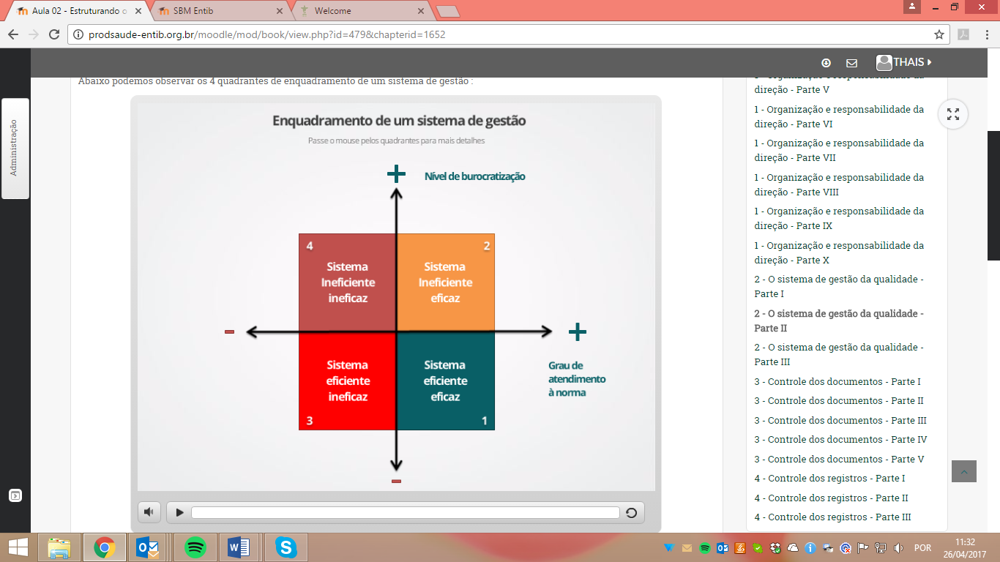 Aula 02 - Estruturando o
SBM Entib
Welcome
prodsaude-entib.org.br/moodle/mod/book/view.php?id=479&chapterid=1652
THAIS
Administração
Abaixo podemos observar os 4 quadrantes de enquadramento de um sistema de gestão :
Enquadramento de um sistema de gestão
Passe o mouse pelos quadrantes para mais detalhes
+ Nível de burocratização
4
Sistema
Ineficiente
ineficaz
2
Sistema
Ineficiente
eficaz
-
+
Grau de
atendimento
à norma
Sistema
eficiente
ineficaz
3
Sistema
eficiente
eficaz
1
-
1 - Organização e responsabilidade da
direção - Parte V
1 - Organização e responsabilidade da
direção - Parte VI
1 - Organização e responsabilidade da
direção - Parte VII
1 - Organização e responsabilidade da
direção - Parte VIII
1 - Organização e responsabilidade da
direção - Parte IX
1 - Organização e responsabilidade da
direção - Parte X
2 - O sistema de gestão da qualidade -
Parte I
2 - O sistema de gestão da qualidade -
Parte II
2 - O sistema de gestão da qualidade -
Parte III
3 - Controle dos documentos - Parte I
3 - Controle dos documentos - Parte II
3 - Controle dos documentos - Parte III
3 - Controle dos documentos - Parte IV
3 - Controle dos documentos - Parte V
4 - Controle dos registros - Parte I
4 - Controle dos registros - Parte II
4 - Controle dos registros - Parte III
POR
11:32
26/04/2017